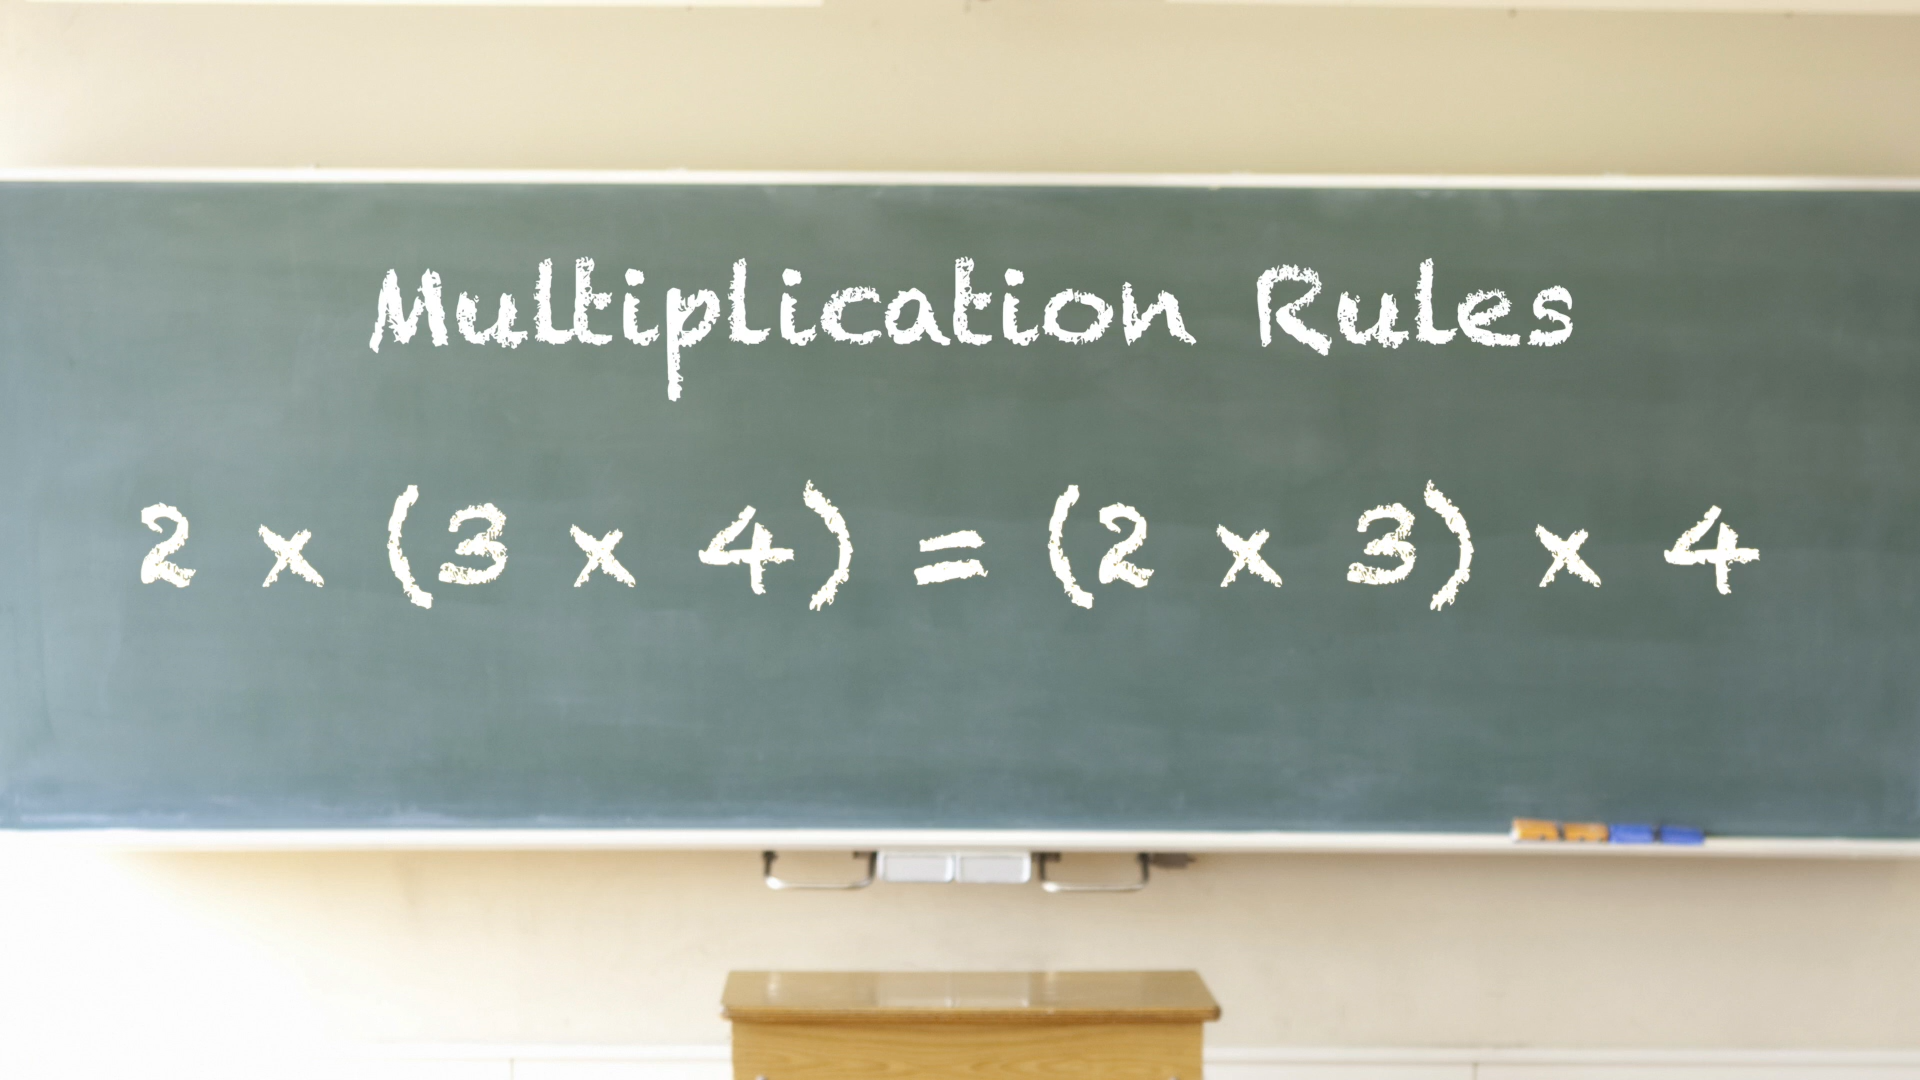 Multiplication Rules
2 x (3 x 4) = (2 x 3) x 4